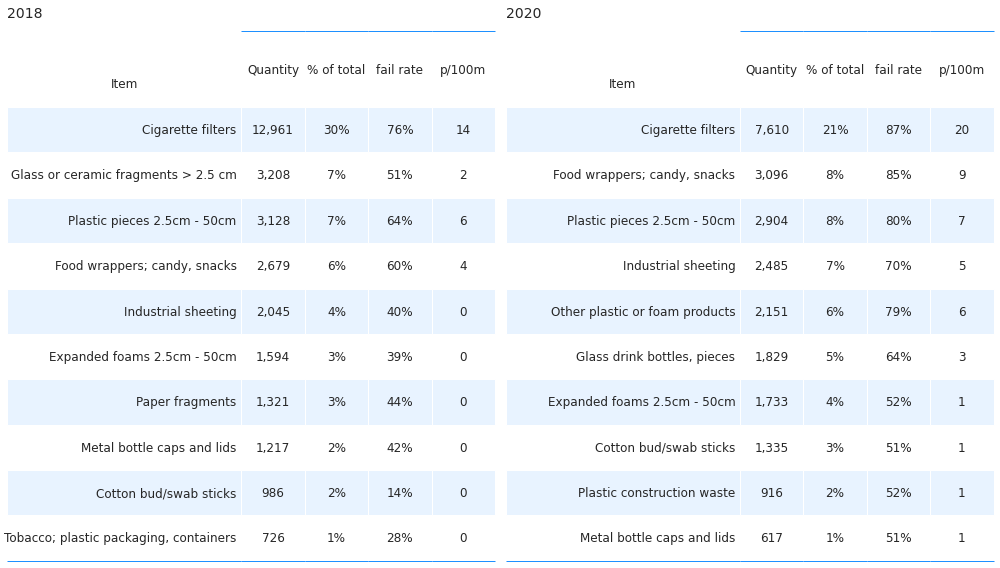 2018
Item Quantity % of total fail rate p/100m
Cigarette filters 12,961 30% 76% 14
Glass or ceramic fragments > 2.5 cm 3,208 7% 51% 2
Plastic pieces 2.5cm - 50cm 3,128 7% 64% 6
Food wrappers; candy, snacks 2,679 6% 60% 4
Industrial sheeting 2,045 4% 40% 0
Expanded foams 2.5cm - 50cm 1,594 3% 39% 0
Paper fragments 1,321 3% 44% 0
Metal bottle caps and lids 1,217 2% 42% 0
Cotton bud/swab sticks 986 2% 14% 0
Tobacco; plastic packaging, containers 726 1% 28% 0
2020
Item Quantity % of total fail rate p/100m
Cigarette filters 7,610 21% 87% 20
Food wrappers; candy, snacks 3,096 8% 85% 9
Plastic pieces 2.5cm - 50cm 2,904 8% 80% 7
Industrial sheeting 2,485 7% 70% 5
Other plastic or foam products 2,151 6% 79% 6
Glass drink bottles, pieces 1,829 5% 64% 3
Expanded foams 2.5cm - 50cm 1,733 4% 52% 1
Cotton bud/swab sticks 1,335 3% 51% 1
Plastic construction waste 916 2% 52% 1
Metal bottle caps and lids 617 1% 51% 1